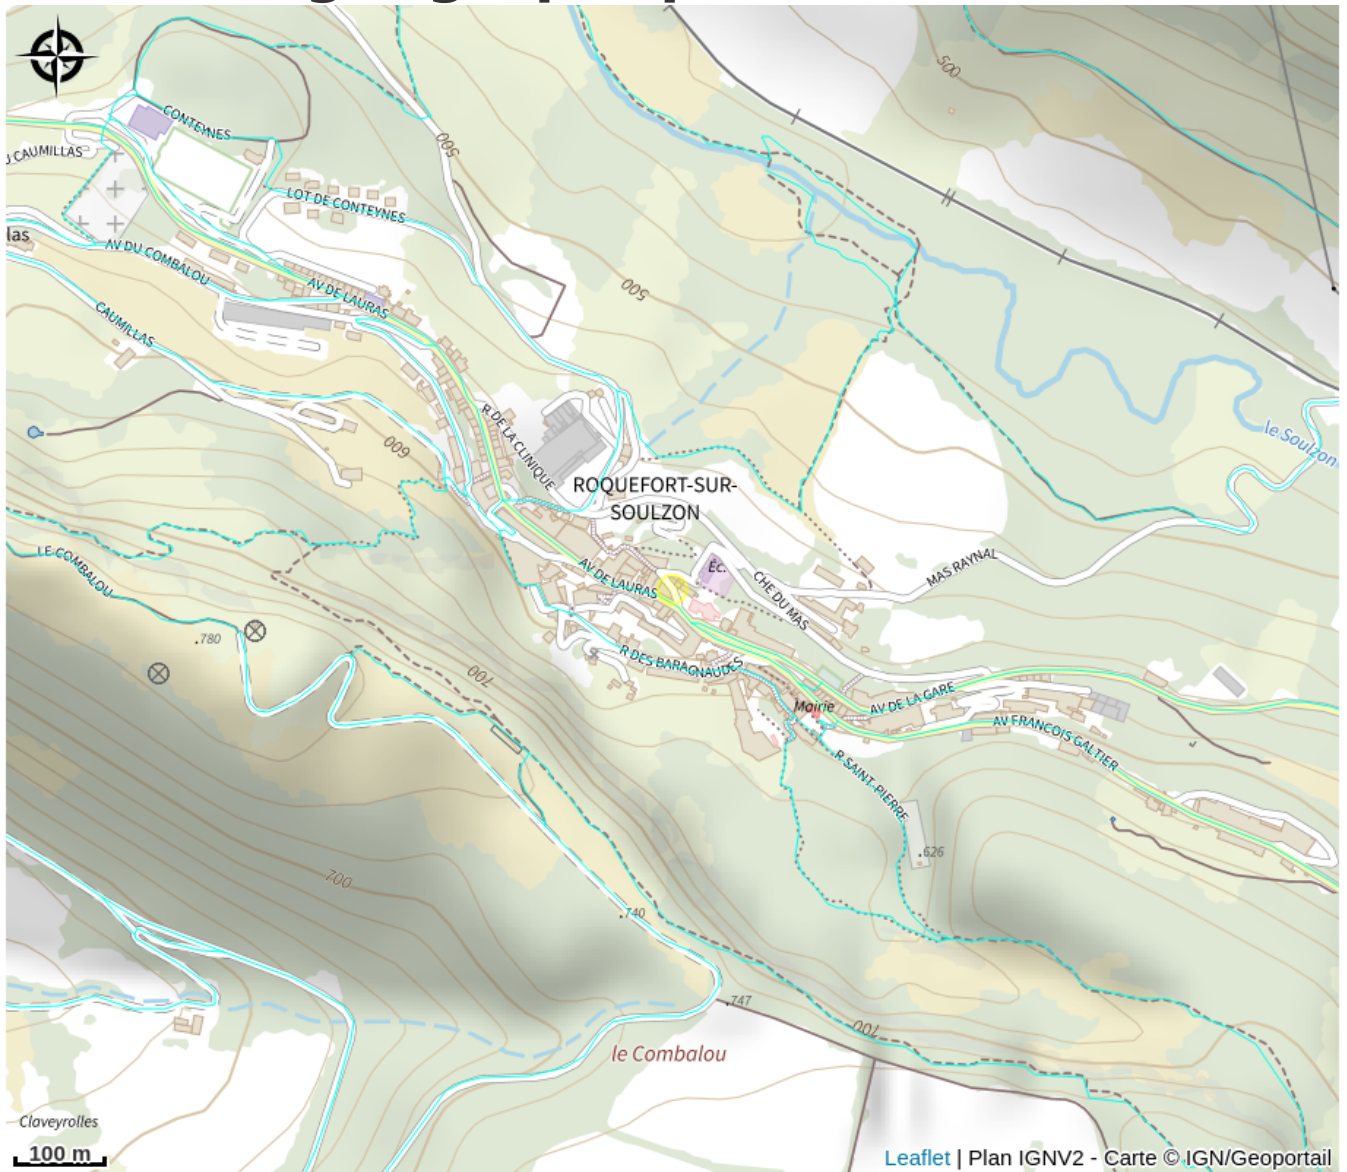 500
CONTEYNES
U CAUMILLAS
500
LOT DE CONTEYNES
las
AV DU COMBALOU
AV DE LAURAS
500
CAUMILLAS
R DE LA CLINIQUE
le Soulzon
600
ROQUEFORT-SUR-
SOULZON
LE COMBALOU
AV DE LAURAS
Éc.
CHE DU MAS
MAS RAYNAL
780
R DES BARAGNAUDES
700
Mairie
AV DE LA GARE
AV FRANCOIS GALTIER
R SAINT-PIERRE
626
700
740
747
700
le Combalou
Claveyrolles
100 m
Leaflet | Plan IGNV2 - Carte © IGN/Geoportail